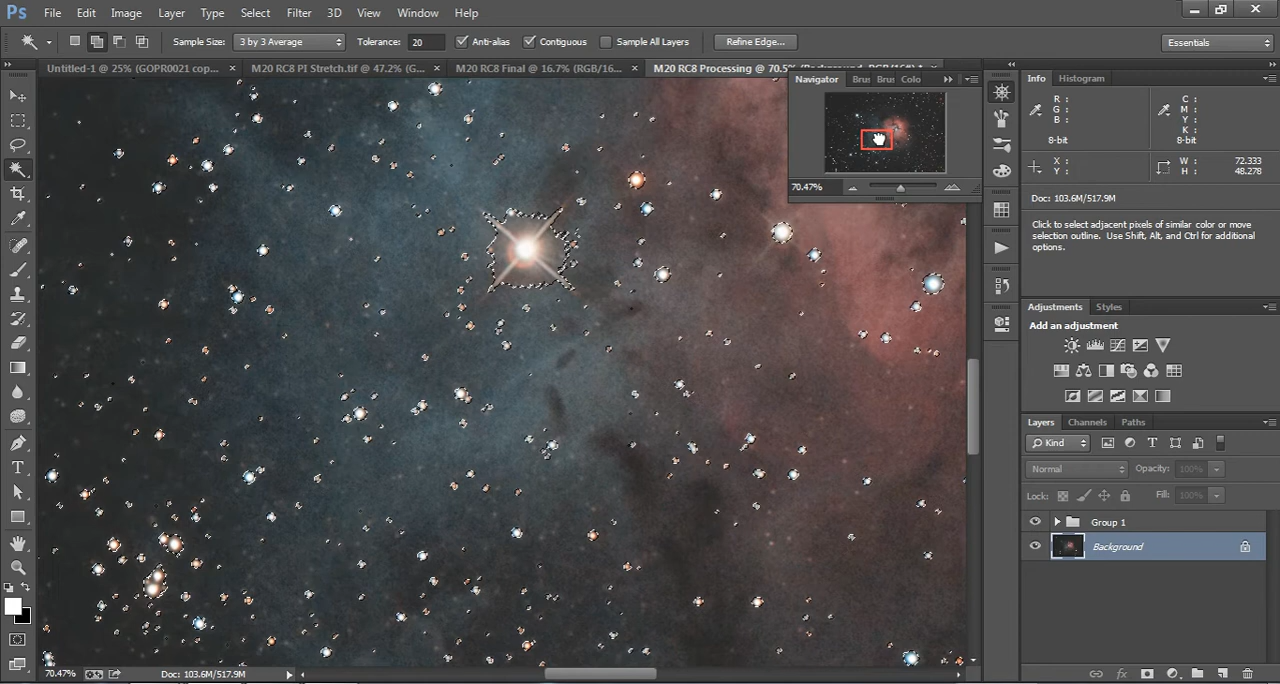 Ps File Edit Image Layer Type Select Filter 3D View Window Help
Sample Size: 3 by 3 Average Tolerance: 20 Anti-alias Contiguous Sample All Layers Refine Edge... Essentials
Untitled-1 @ 25% (GOPR0021 cop... × M20 RC8 PI Stretch.tif @ 47.2% (G... × M20 RC8 Final @ 16.7% (RGB/16... × M20 RC8 Processing @ 70.5% (Background, RGB/16*) * ×
Navigator Brus Brus Colo
70.47%
Info Histogram
R: C:
G: M:
B: Y:
K:
8-bit 8-bit
X: W: 72.333
Y: H: 48.278
Doc: 103.6M/517.9M
Click to select adjacent pixels of similar color or move
selection outline. Use Shift, Alt, and Ctrl for additional
options.
Adjustments Styles
Add an adjustment
Layers Channels Paths
Kind
Normal Opacity: 100%
Lock: Fill: 100%
Group 1
Background
70.47% Doc: 103.6M/517.9M